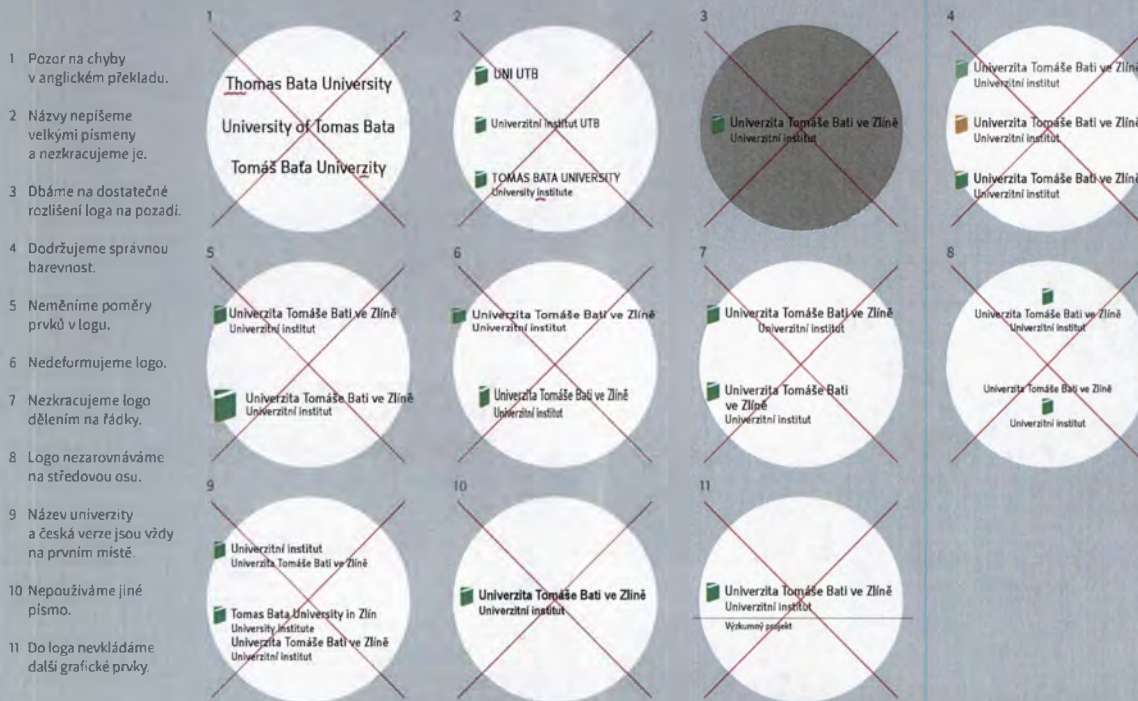 1 Pozor na chyby
v anglickém překladu.
2 Názvy nepíšeme
velkými písmeny
a nezkracujeme je.
3 Dbáme na dostatečné
rozlišení loga na pozadí.
4 Dodržujeme správnou
barevnost.
5 Neměníme poměry
prvků v logu.
6 Nedeformujeme logo.
7 Nezkracujeme logo
dělením na řádky.
8 Logo nezarovnáváme
na středovou osu.
9 Název univerzity
a česká verze jsou vždy
na prvním místě.
10 Nepoužíváme jiné
písmo.
11 Do loga nevkládáme
další grafické prvky.
1
Thomas Bata University
University of Tomas Bata
Tomáš Baťa Univerzity
2
UNI UTB
Univerzitní institut UTB
TOMAS BATA UNIVERSITY
University institute
3
Univerzita Tomáše Bati ve Zlíně
Univerzitní institut
4
Univerzita Tomáše Bati ve Zlíně
Univerzitní institut
Univerzita Tomáše Bati ve Zlíně
Univerzitní institut
Univerzita Tomáše Bati ve Zlíně
Univerzitní institut
5
Univerzita Tomáše Bati ve Zlíně
Univerzitní institut
Univerzita Tomáše Bati ve Zlíně
Univerzitní institut
6
Univerzita Tomáše Bati ve Zlíně
Univerzitní institut
Univerzita Tomáše Bati ve Zlíně
Univerzitní institut
7
Univerzita Tomáše Bati ve Zlíně
Univerzitní institut
Univerzita Tomáše Bati
ve Zlíně
Univerzitní institut
8
Univerzita Tomáše Bati ve Zlíně
Univerzitní institut
Univerzita Tomáše Bati ve Zlíně
Univerzitní institut
9
Univerzitní institut
Univerzita Tomáše Bati ve Zlíně
Tomas Bata University in Zlín
University Institute
Univerzita Tomáše Bati ve Zlíně
Univerzitní institut
10
Univerzita Tomáše Bati ve Zlíně
Univerzitní institut
11
Univerzita Tomáše Bati ve Zlíně
Univerzitní institut
Výzkumný projekt